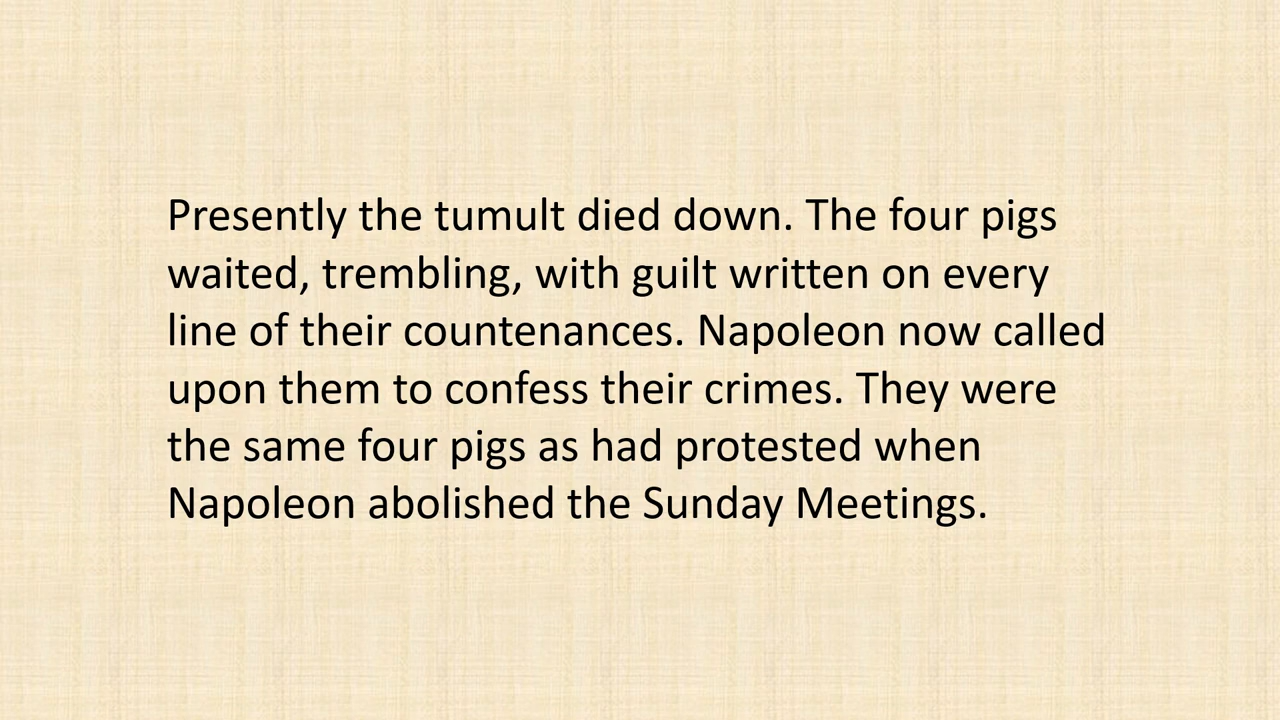 Presently the tumult died down. The four pigs
waited, trembling, with guilt written on every
line of their countenances. Napoleon now called
upon them to confess their crimes. They were
the same four pigs as had protested when
Napoleon abolished the Sunday Meetings.